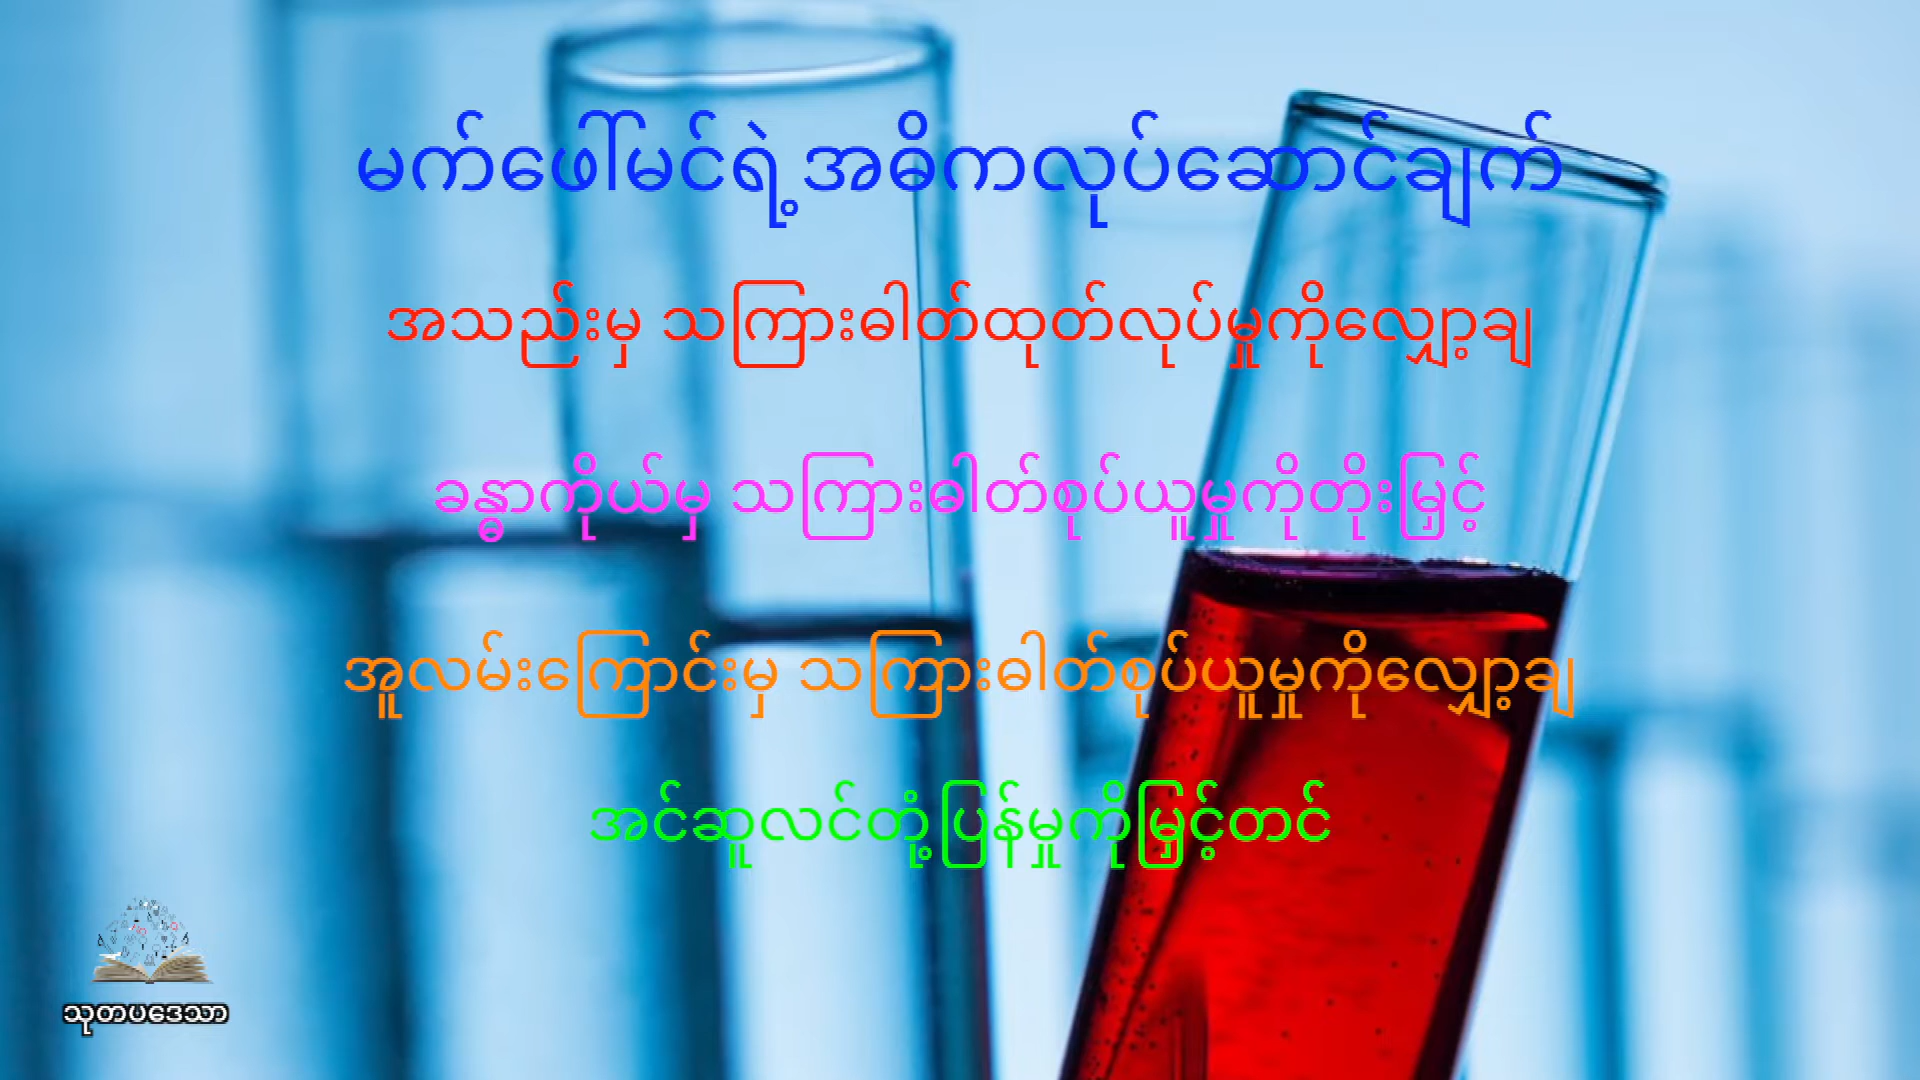 မက်ဖေါ်မင်ရဲ့အဓိကလုပ်ဆောင်ချက်
အသည်းမှ သကြားဓါတ်ထုတ်လုပ်မှုကိုလျှော့ချ
ခန္ဓာကိုယ်မှ သကြားဓါတ်စုပ်ယူမှုကိုတိုးမြှင့်
အူလမ်းကြောင်းမှ သကြားဓါတ်စုပ်ယူမှုကိုလျှော့ချ
အင်ဆူလင်တုံ့ပြန်မှုကိုမြှင့်တင်
သုတပဒေသာ